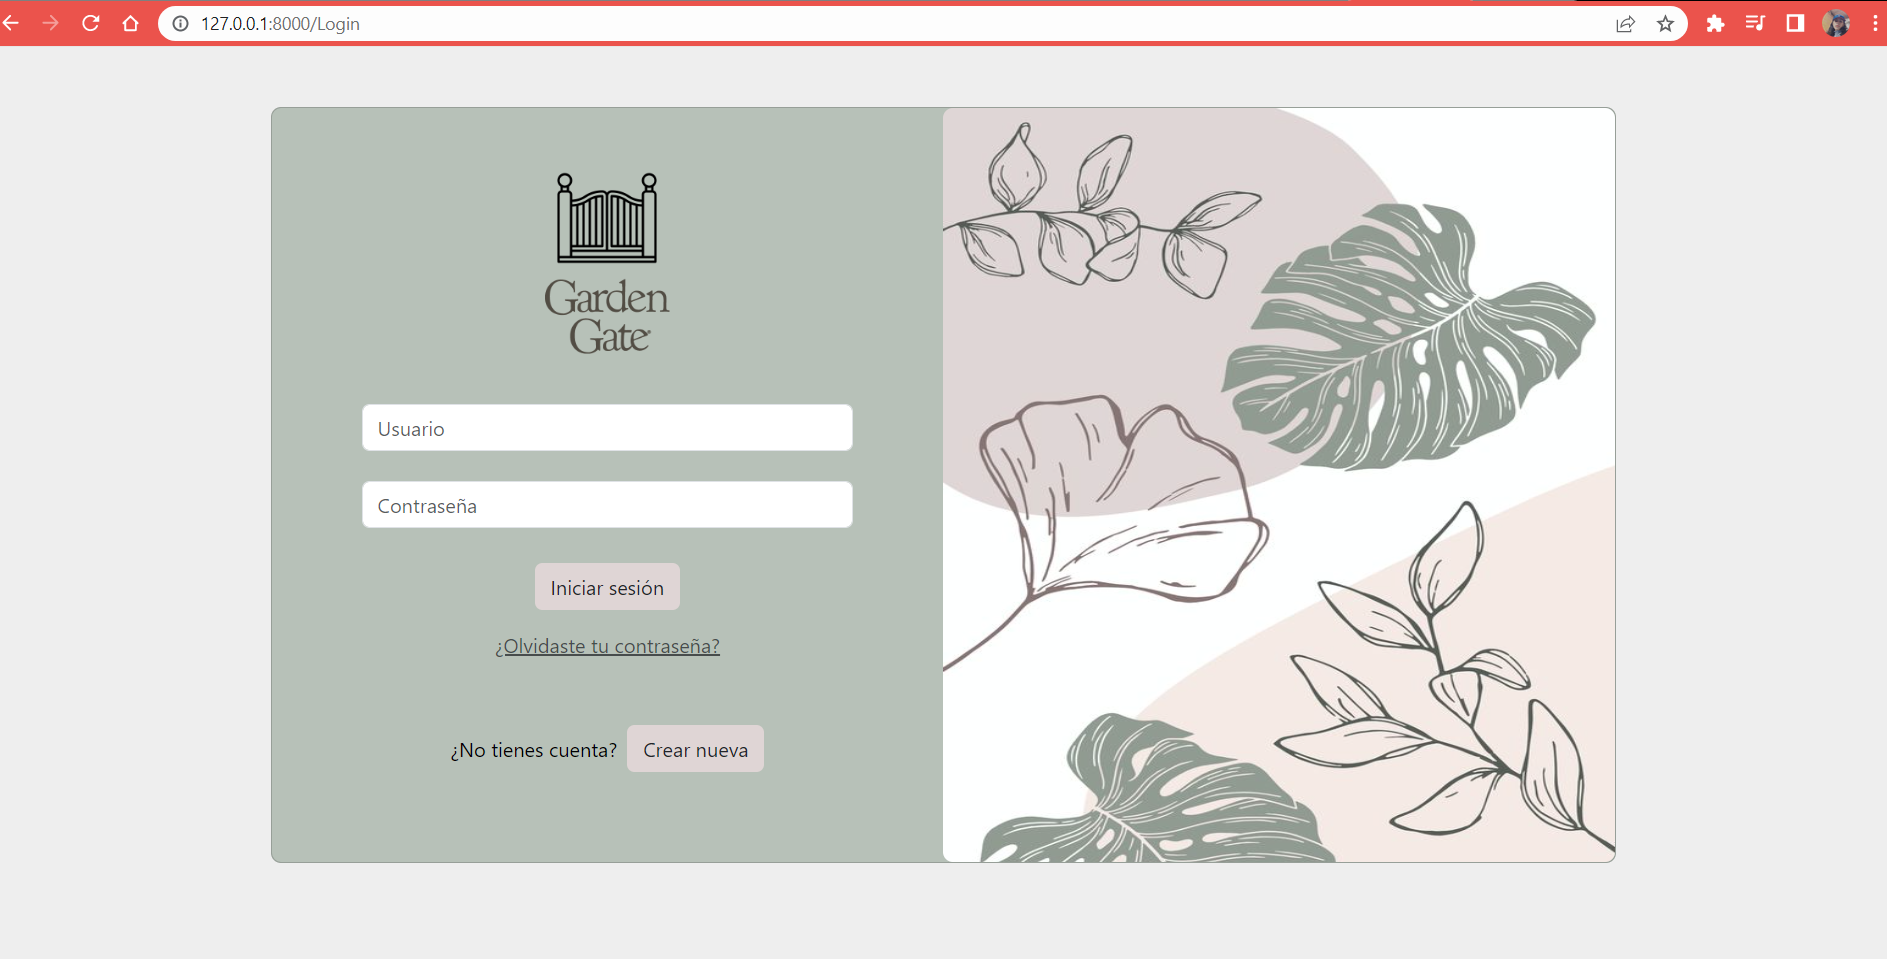 127.0.0.1:8000/Login
Garden
Gate
Usuario
Contraseña
Iniciar sesión
¿Olvidaste tu contraseña?
¿No tienes cuenta? Crear nueva